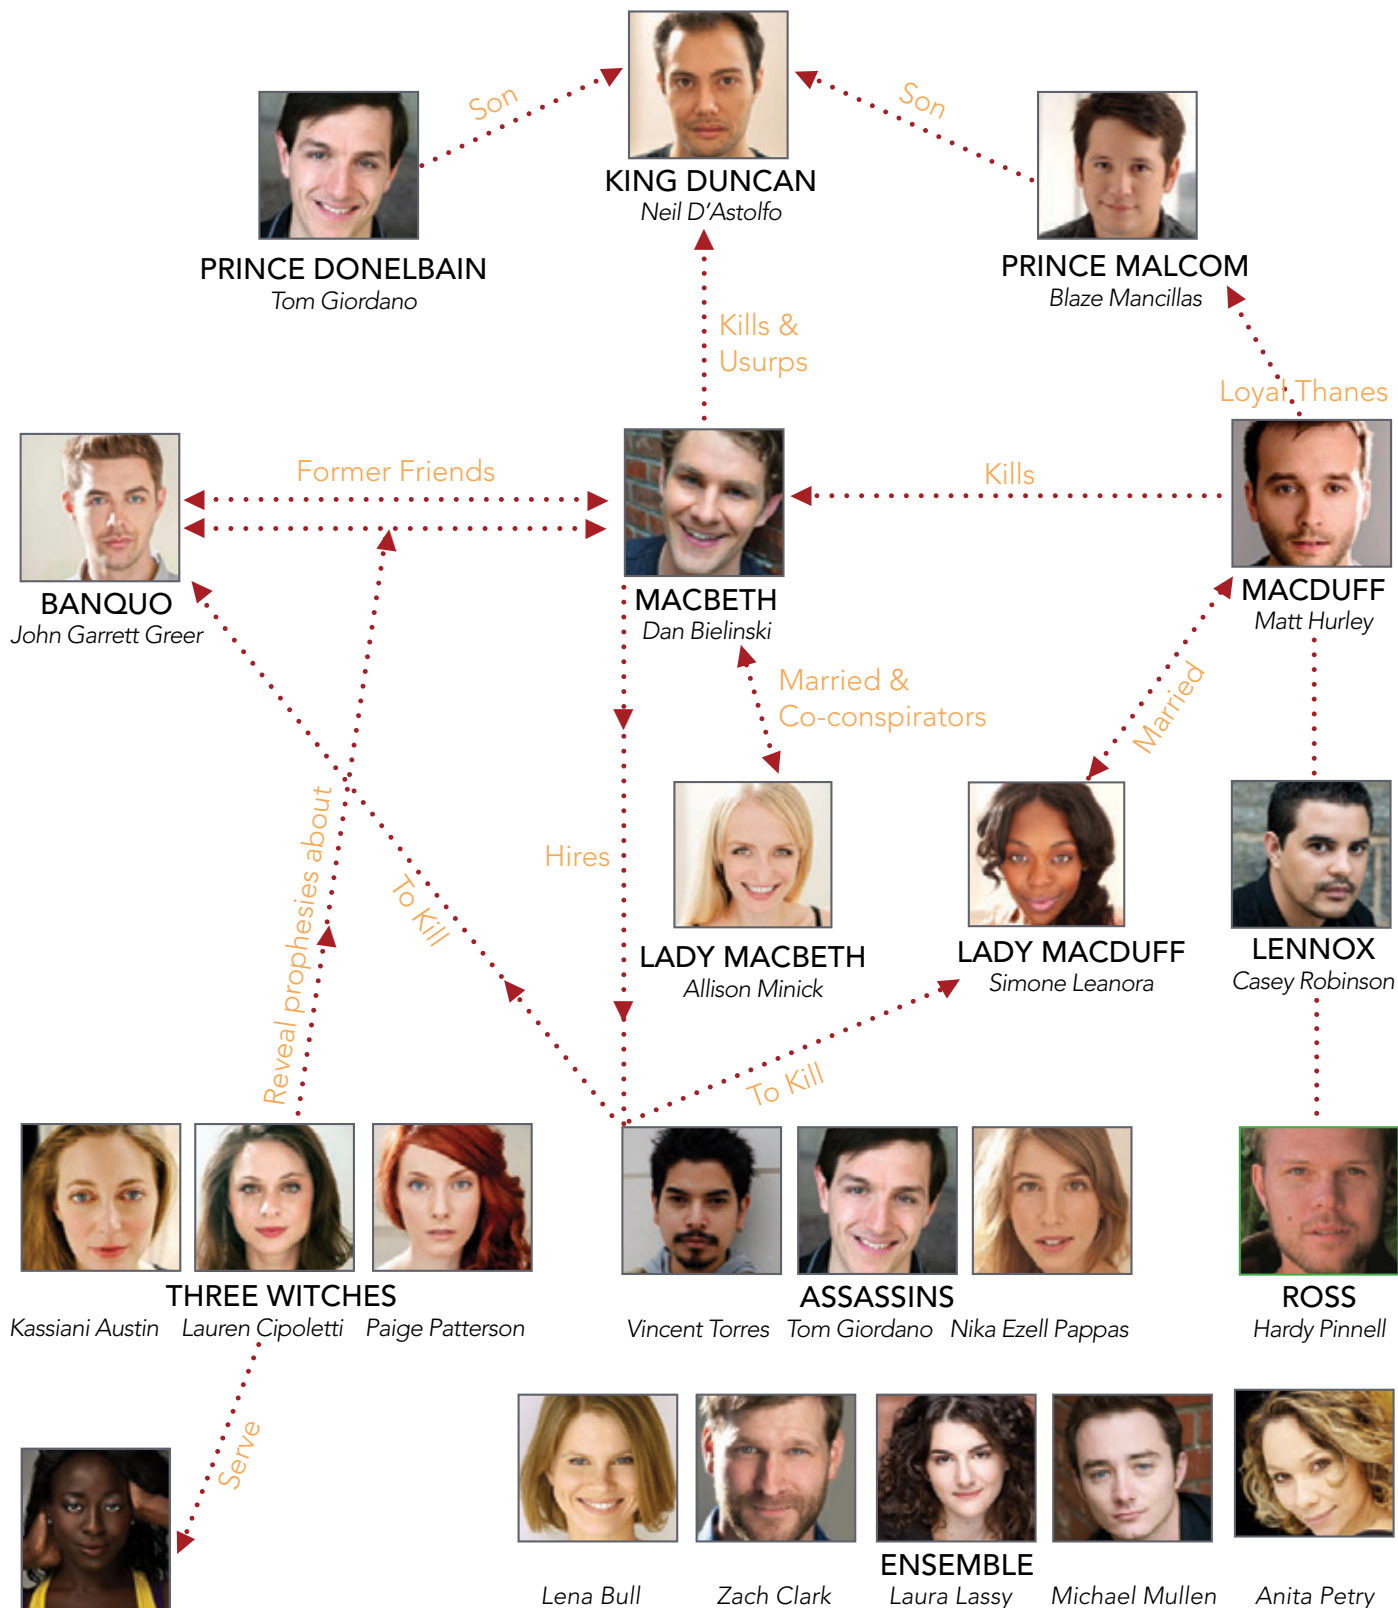 Son
Son
KING DUNCAN
Neil D'Astolfo
PRINCE DONELBAIN
Tom Giordano
PRINCE MALCOM
Blaze Mancillas
Kills &
Usurps
Loyal Thanes
Former Friends
Kills
BANQUO
John Garrett Greer
MACBETH
Dan Bielinski
MACDUFF
Matt Hurley
Married &
Co-conspirators
Married
Reveal prophesies about
To Kill
Hires
LADY MACBETH
Allison Minick
LADY MACDUFF
Simone Leanora
LENNOX
Casey Robinson
To Kill
THREE WITCHES
Kassiani Austin Lauren Cipoletti Paige Patterson
ASSASSINS
Vincent Torres Tom Giordano Nika Ezell Pappas
ROSS
Hardy Pinnell
Serve
ENSEMBLE
Lena Bull Zach Clark Laura Lassy Michael Mullen Anita Petry